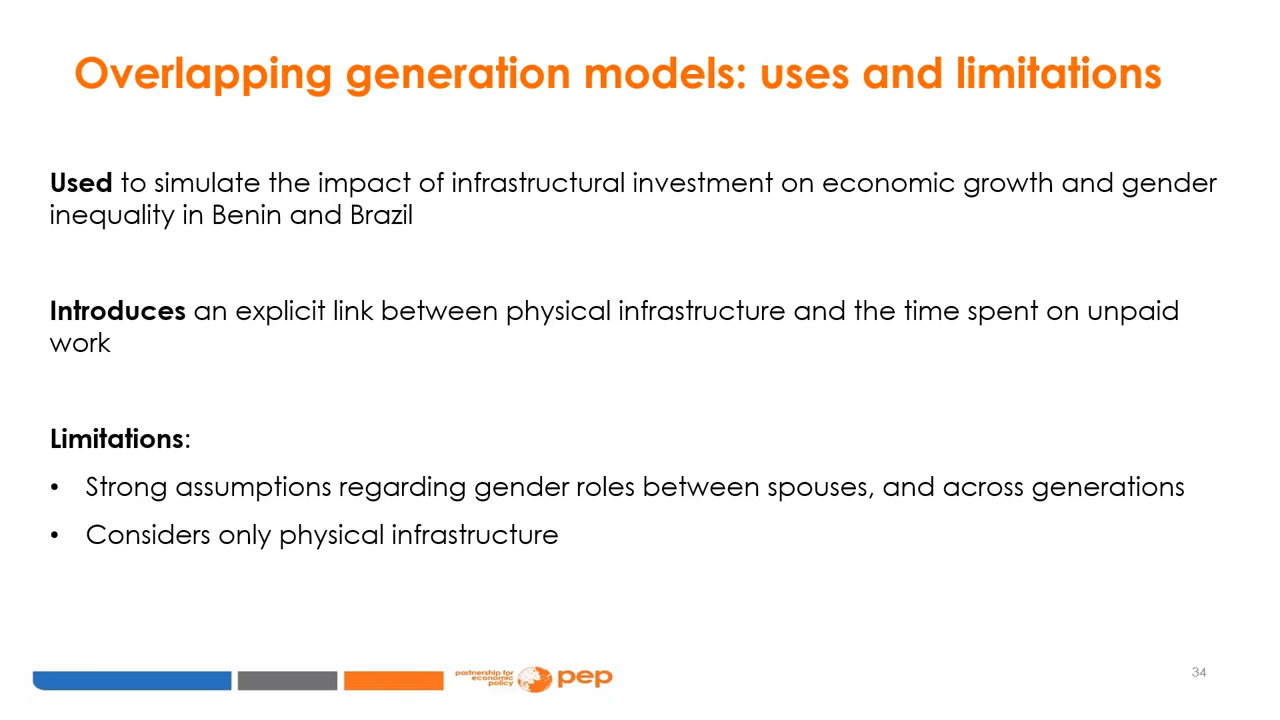 Overlapping generation models: uses and limitations
Used to simulate the impact of infrastructural investment on economic growth and gender
inequality in Benin and Brazil
Introduces an explicit link between physical infrastructure and the time spent on unpaid
work
Limitations:
• Strong assumptions regarding gender roles between spouses, and across generations
• Considers only physical infrastructure
partnership for
economic
policy
pep
34